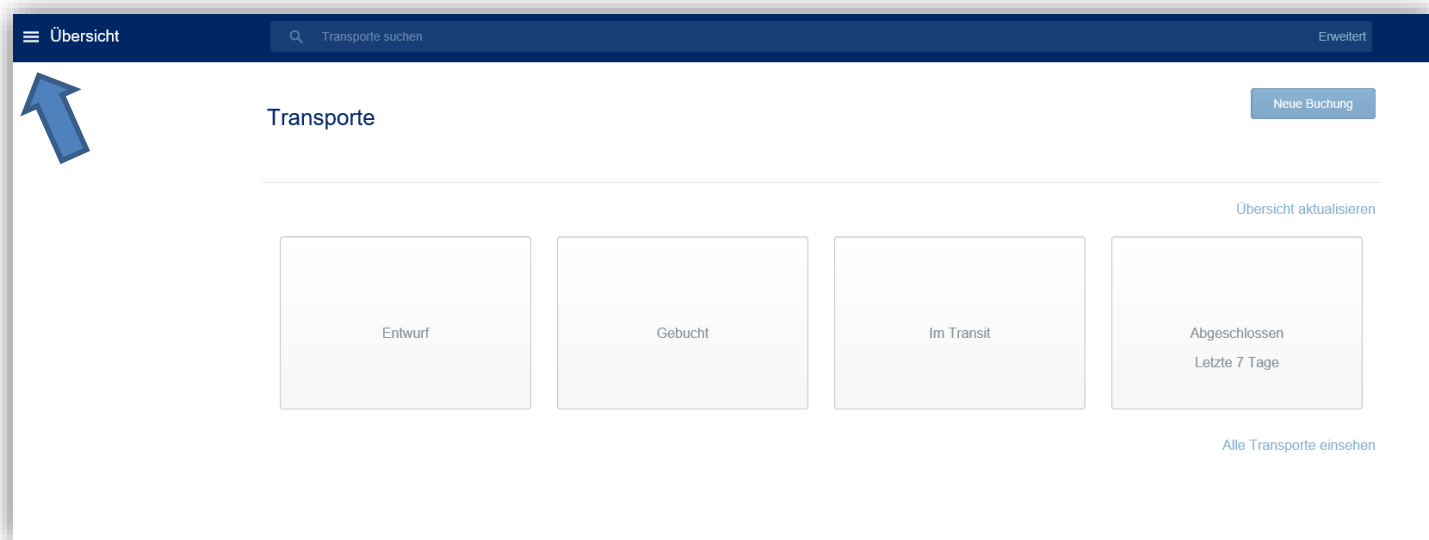 Übersicht
Transporte suchen
Erweitert
Transporte
Neue Buchung
Übersicht aktualisieren
Entwurf
Gebucht
Im Transit
Abgeschlossen
Letzte 7 Tage
Alle Transporte einsehen